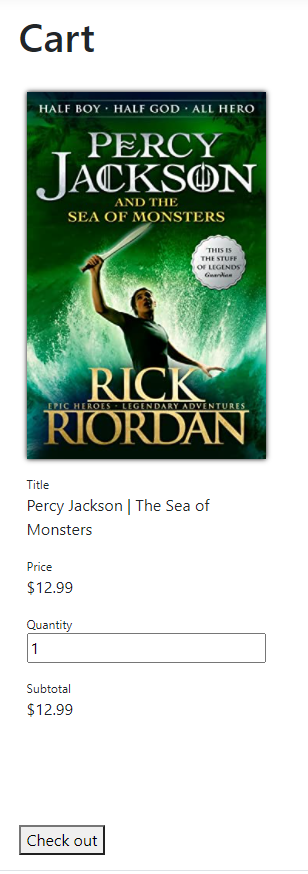 Cart
HALF BOY · HALF GOD · ALL HERO
PERCY
JACKSON
AND THE
SEA OF MONSTERS
'THIS IS
THE STUFF
OF LEGENDS'
Guardian
RICK
EPIC HEROES · LEGENDARY ADVENTURES
RIORDAN
Title
Percy Jackson | The Sea of
Monsters
Price
$12.99
Quantity
1
Subtotal
$12.99
Check out